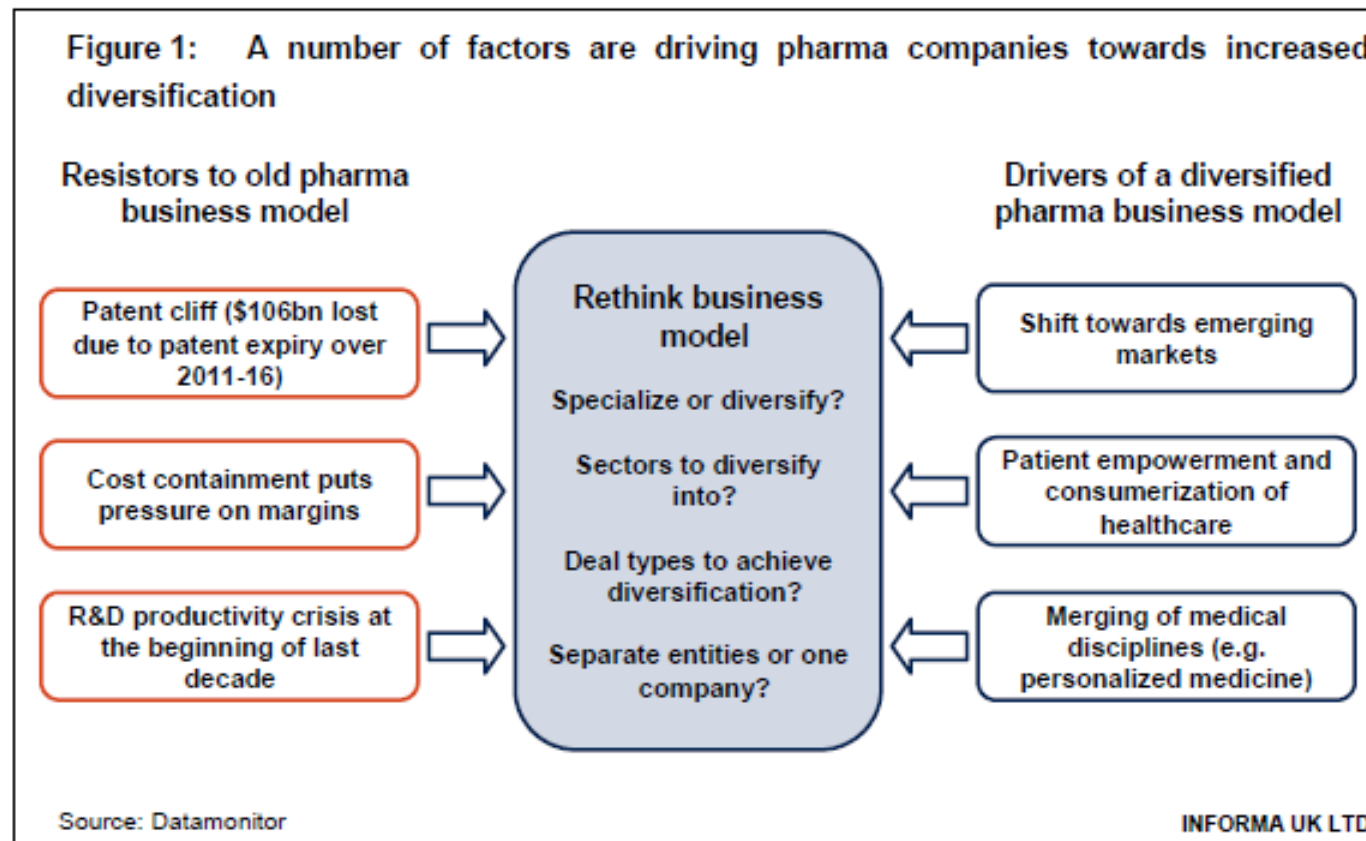 Figure 1: A number of factors are driving pharma companies towards increased
diversification
Resistors to old pharma
business model
Drivers of a diversified
pharma business model
Patent cliff ($106bn lost
due to patent expiry over
2011-16)
Cost containment puts
pressure on margins
R&D productivity crisis at
the beginning of last
decade
Rethink business
model
Specialize or diversify?
Sectors to diversify
into?
Deal types to achieve
diversification?
Separate entities or one
company?
Shift towards emerging
markets
Patient empowerment and
consumerization of
healthcare
Merging of medical
disciplines (e.g.
personalized medicine)
Source: Datamonitor
INFORMA UK LTD